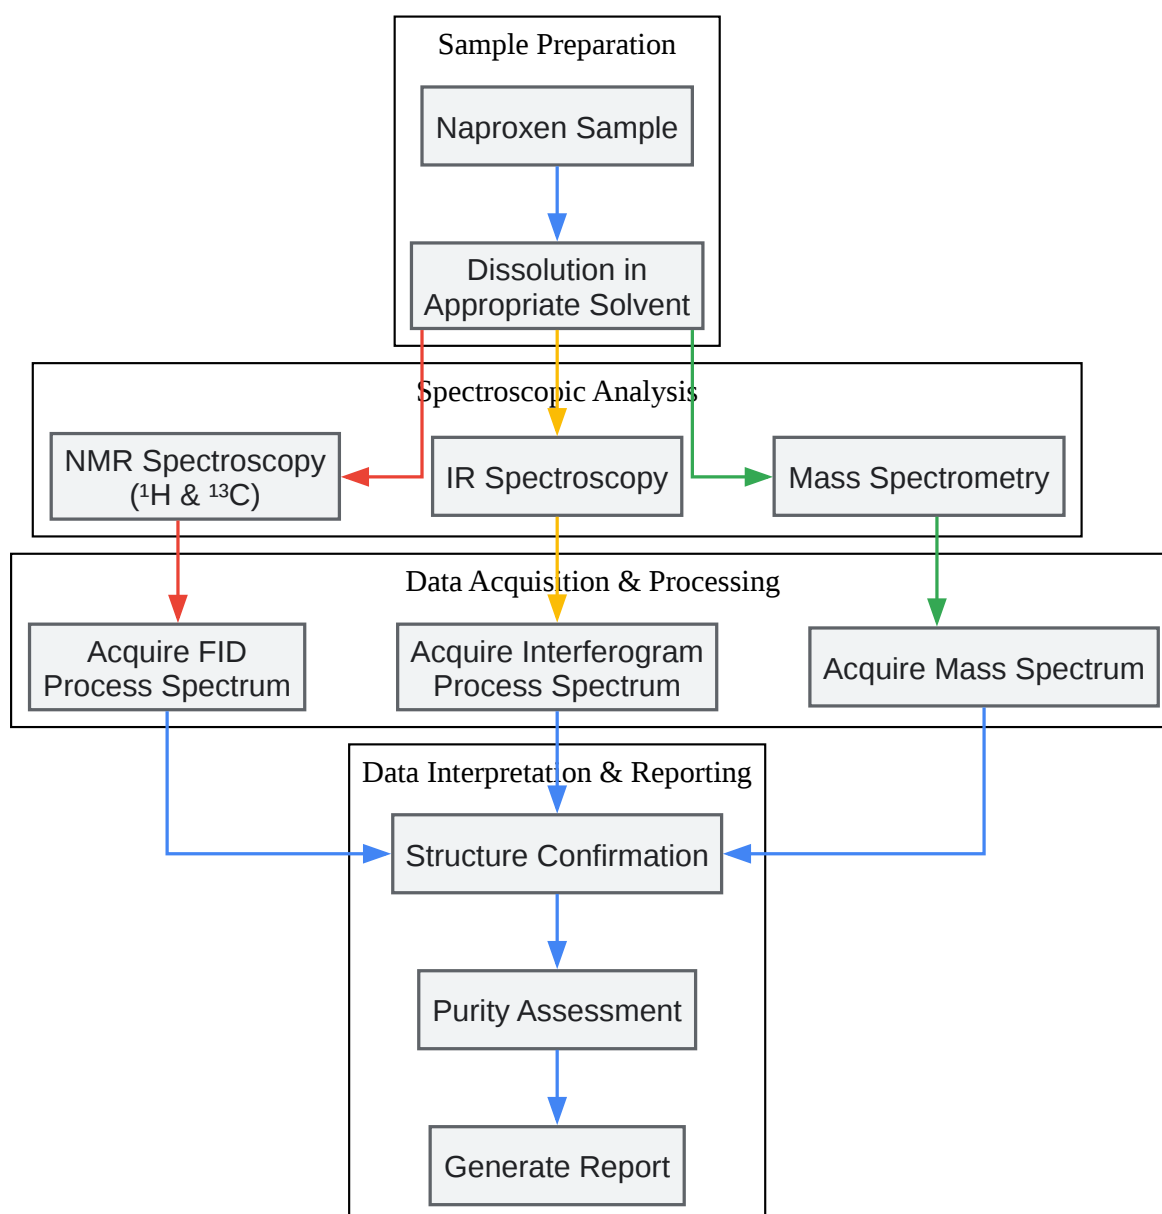 Sample Preparation
Naproxen Sample
Dissolution in
Appropriate Solvent
Spectroscopic Analysis
NMR Spectroscopy
(¹H & ¹³C)
IR Spectroscopy
Mass Spectrometry
Data Acquisition & Processing
Acquire FID
Process Spectrum
Acquire Interferogram
Process Spectrum
Acquire Mass Spectrum
Data Interpretation & Reporting
Structure Confirmation
Purity Assessment
Generate Report